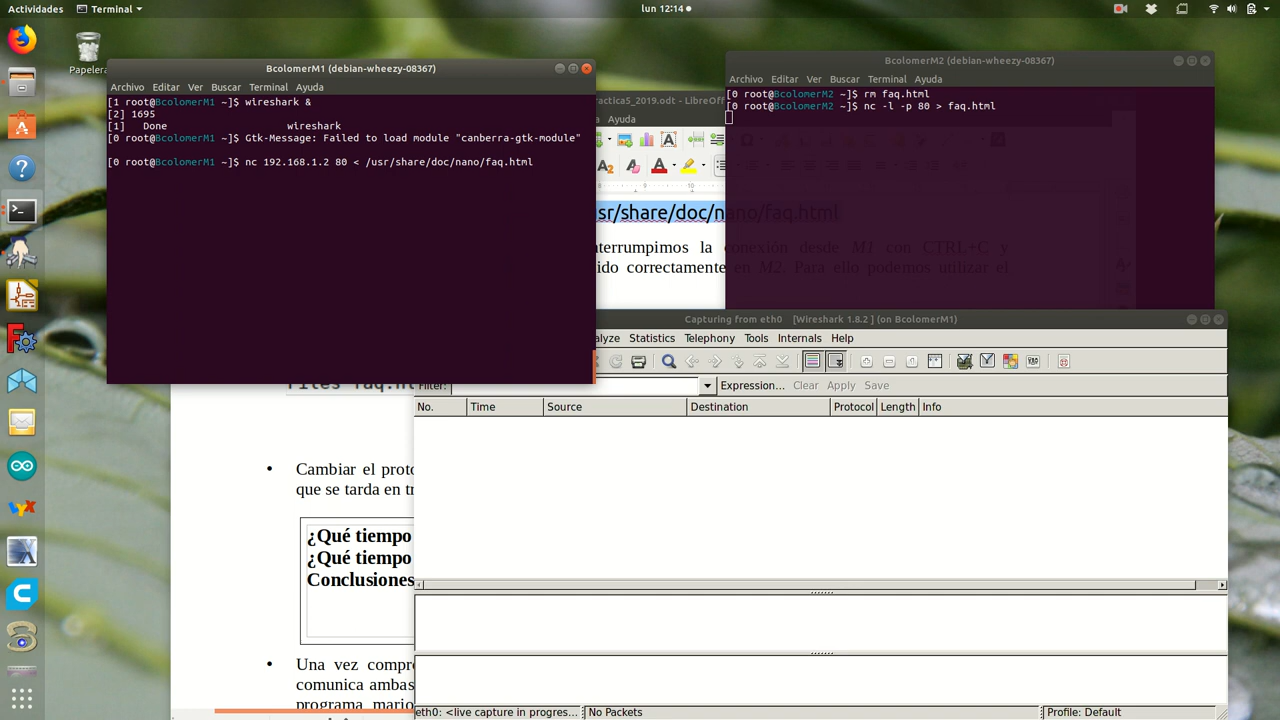 Actividades Terminal lun 12:14
Papelera
BcolomerM1 (debian-wheezy-08367)
Archivo Editar Ver Buscar Terminal Ayuda
[1 root@BcolomerM1 ~]$ wireshark &
[2] 1695
[1] Done wireshark
[0 root@BcolomerM1 ~]$ Gtk-Message: Failed to load module "canberra-gtk-module"
[0 root@BcolomerM1 ~]$ nc 192.168.1.2 80 < /usr/share/doc/nano/faq.html
BcolomerM2 (debian-wheezy-08367)
Archivo Editar Ver Buscar Terminal Ayuda
[0 root@BcolomerM2 ~]$ rm faq.html
[0 root@BcolomerM2 ~]$ nc -l -p 80 > faq.html
ractica5_2019.odt - LibreOff
Ayuda
sr/share/doc/nano/faq.html
nterrumpimos la conexión desde M1 con CTRL+C y
ido correctamente en M2. Para ello podemos utilizar el
Capturing from eth0 [Wireshark 1.8.2 ] (on BcolomerM1)
alyze Statistics Telephony Tools Internals Help
Filter: Expression... Clear Apply Save
No. Time Source Destination Protocol Length Info
eth0: <live capture in progres... No Packets Profile: Default
Cambiar el proto
que se tarda en tr
¿Qué tiempo
¿Qué tiempo
Conclusiones
Una vez compro
comunica ambas
programa mario